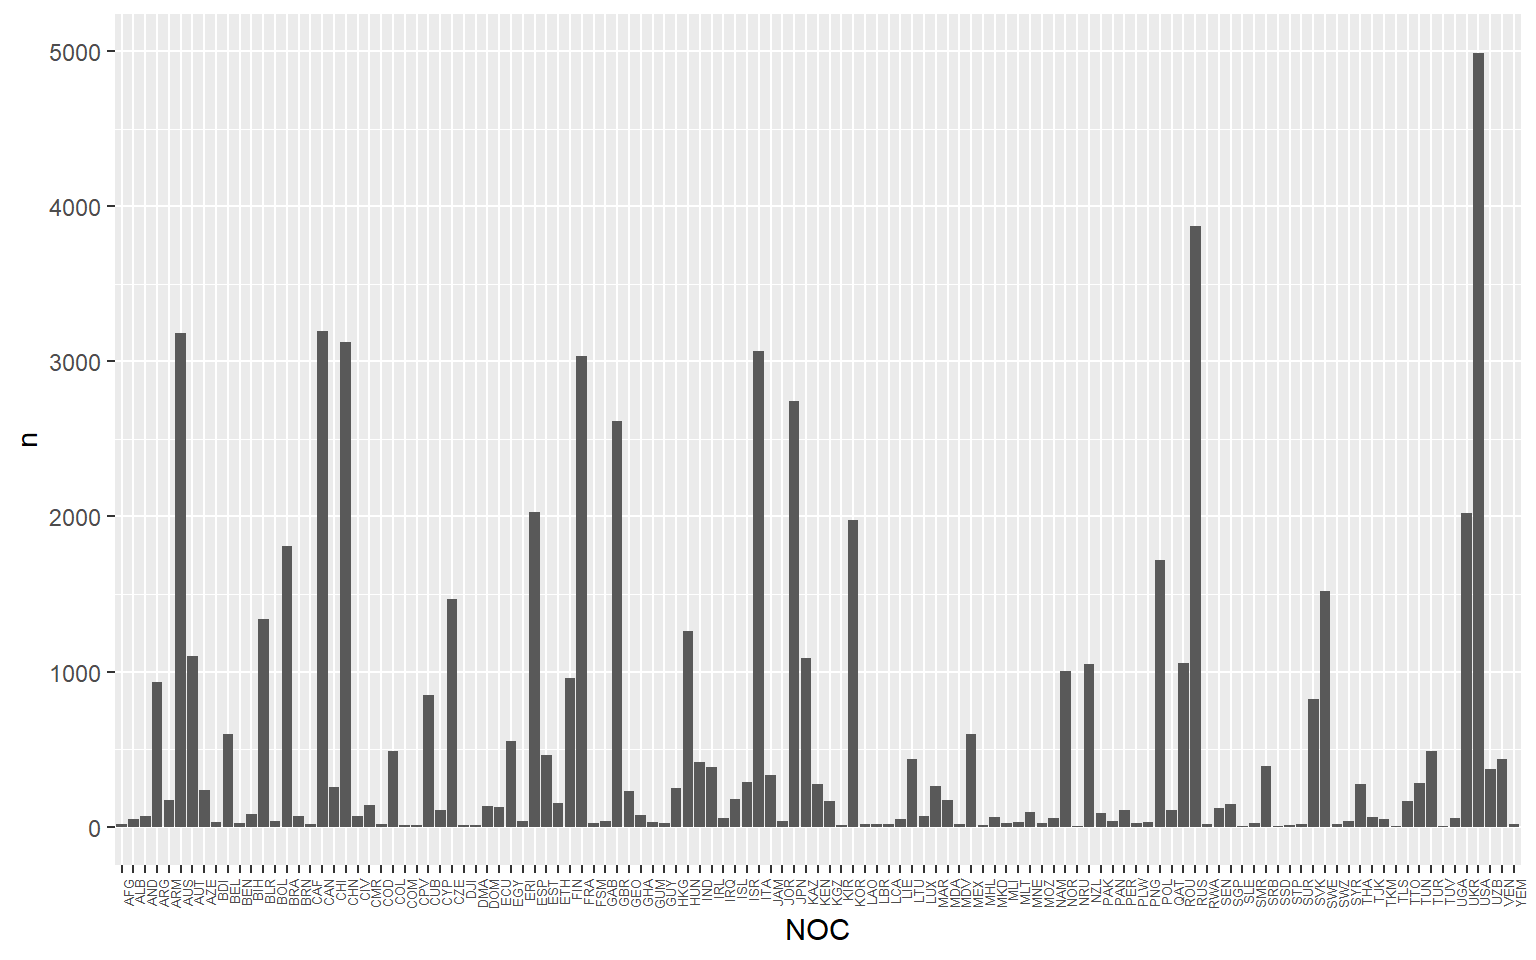 5000
4000
3000
2000
1000
0
n
AFG ALB AND ARG ARM AUS AUT AZE BDI BEL BEN BIH BLR BOL BRA BRN CAF CAN CHI CHN CIV CMR COD COL COM CPV CUB CYP CZE DJI DMA DOM ECU EGY ERI ESP EST ETH FIN FRA FSM GAB GBR GEO GHA GUM GUY HKG HUN IND IRL IRQ ISL ISR ITA JAM JOR JPN KAZ KEN KGZ KIR KOR LAO LBR LCA LIE LTU LUX MAR MDA MDV MEX MHL MKD MLI MLT MNE MOZ NAM NOR NRU NZL PAK PAN PER PLW PNG POL QAT ROU RUS RWA SEN SGP SLE SMR SRB SSD STP SUR SVK SWE SWZ SYR THA TJK TKM TLS TTO TUN TUR TUV UGA UKR USA UZB VEN YEM
NOC